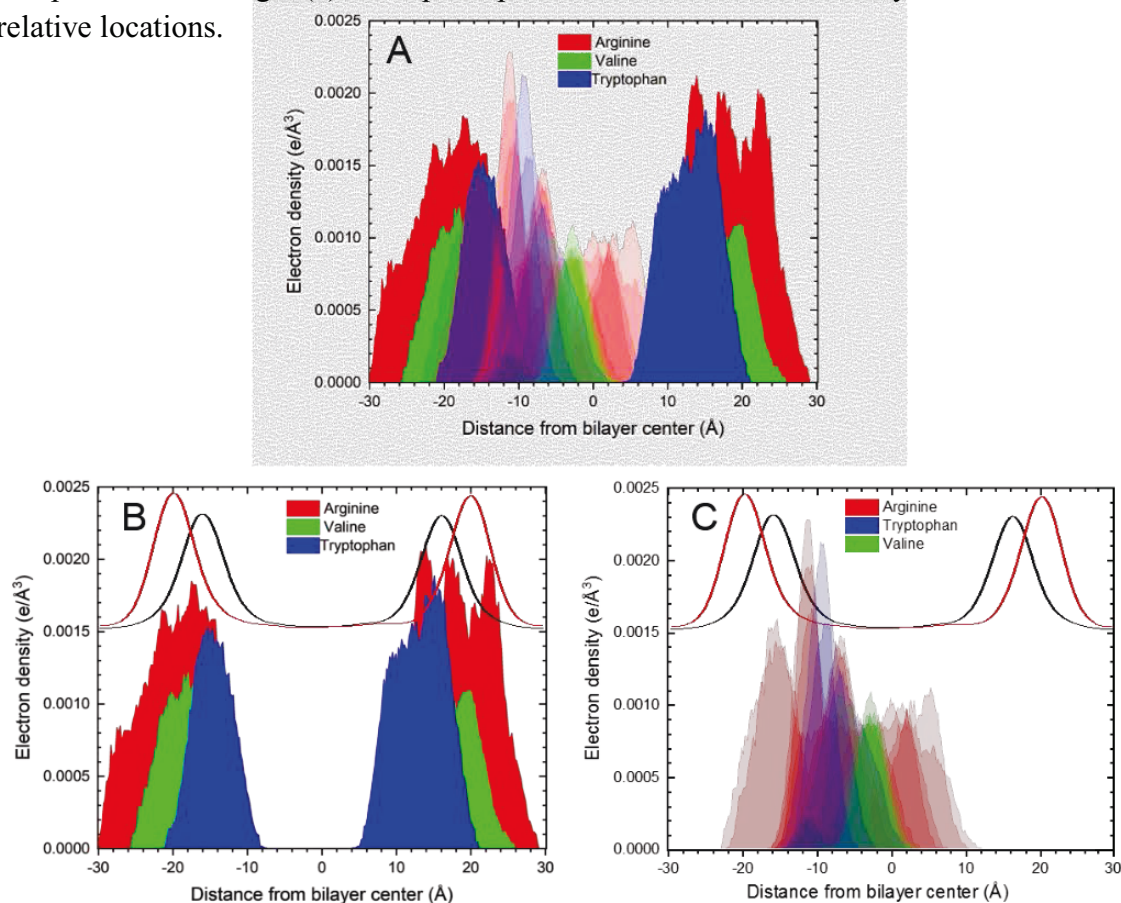 relative locations.
0.0025
A
Arginine
Valine
Tryptophan
0.0020
0.0015
0.0010
0.0005
0.0000
Electron density (e/Å³)
-30 -20 -10 0 10 20 30
Distance from bilayer center (Å)
0.0025
B
Arginine
Valine
Tryptophan
0.0020
0.0015
0.0010
0.0005
0.0000
Electron density (e/Å³)
-30 -20 -10 0 10 20 30
Distance from bilayer center (Å)
0.0025
C
Arginine
Tryptophan
Valine
0.0020
0.0015
0.0010
0.0005
0.0000
Electron density (e/Å³)
-30 -20 -10 0 10 20 30
Distance from bilayer center (Å)